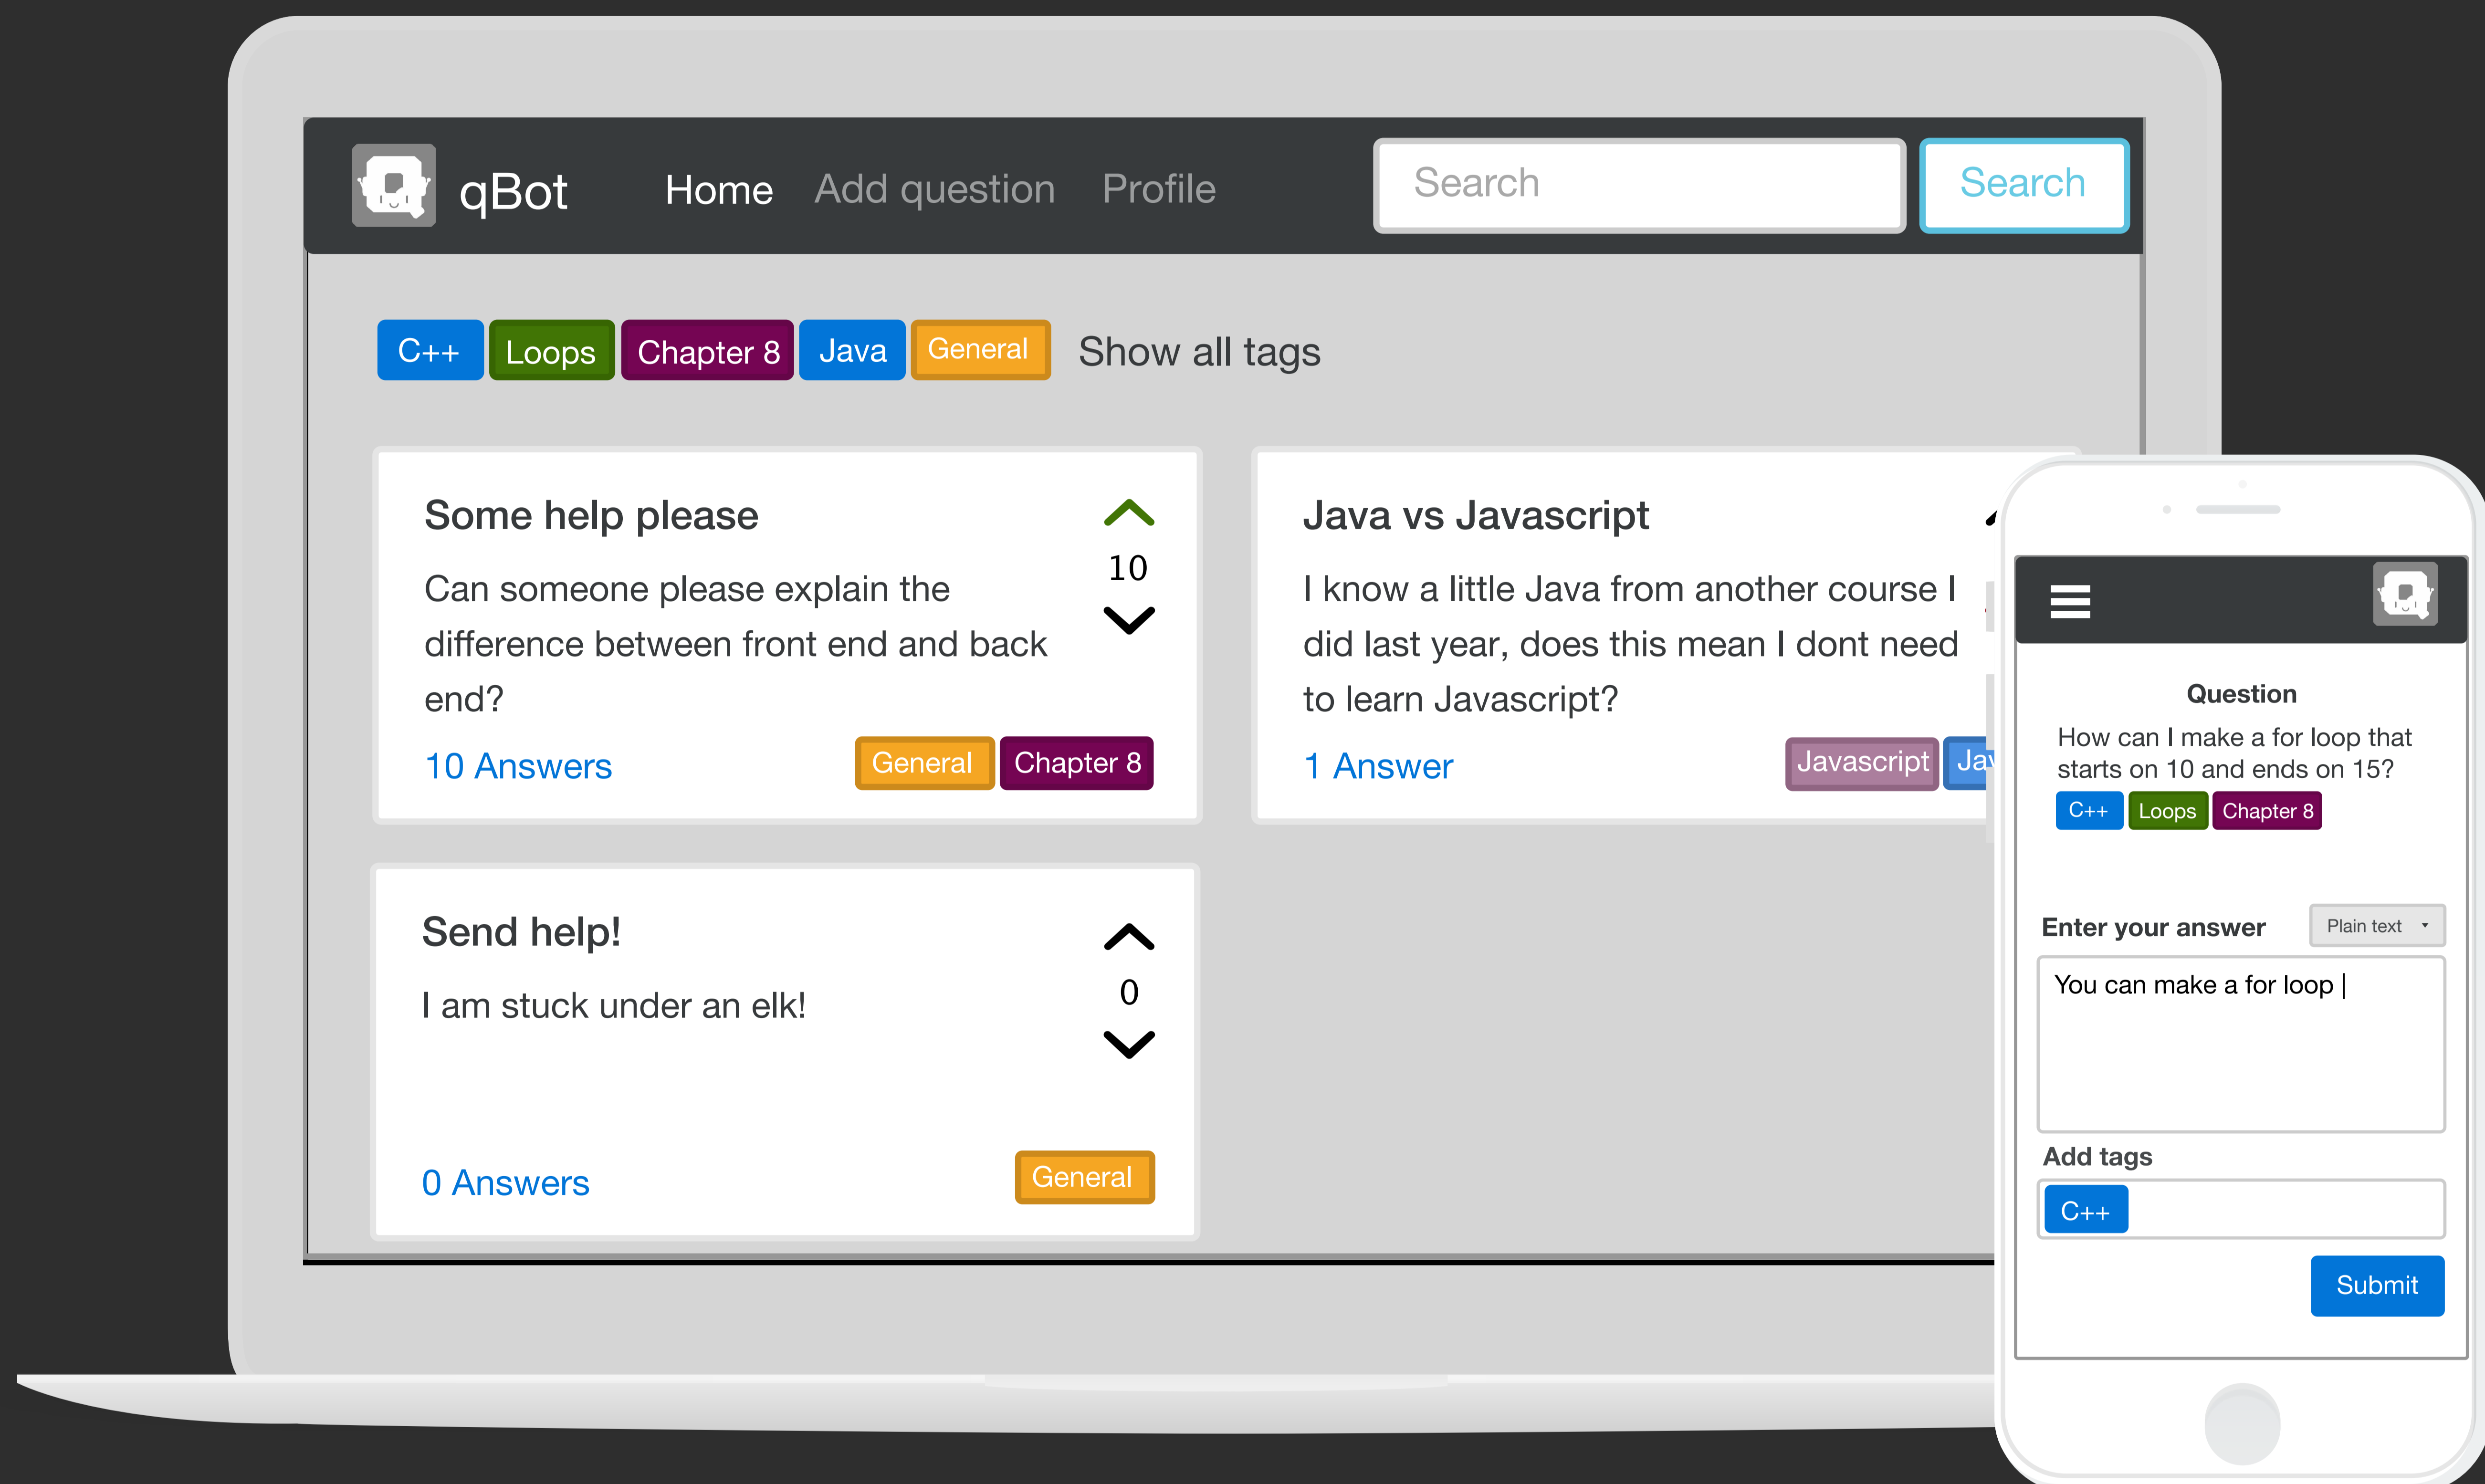 qBot Home Add question Profile Search Search
C++ Loops Chapter 8 Java General Show all tags
Some help please
10
Can someone please explain the
difference between front end and back
end?
10 Answers General Chapter 8
Java vs Javascript
I know a little Java from another course I
did last year, does this mean I dont need
to learn Javascript?
1 Answer Javascript
Send help!
0
I am stuck under an elk!
0 Answers General
Question
How can I make a for loop that
starts on 10 and ends on 15?
C++ Loops Chapter 8
Enter your answer Plain text
You can make a for loop
Add tags
C++
Submit